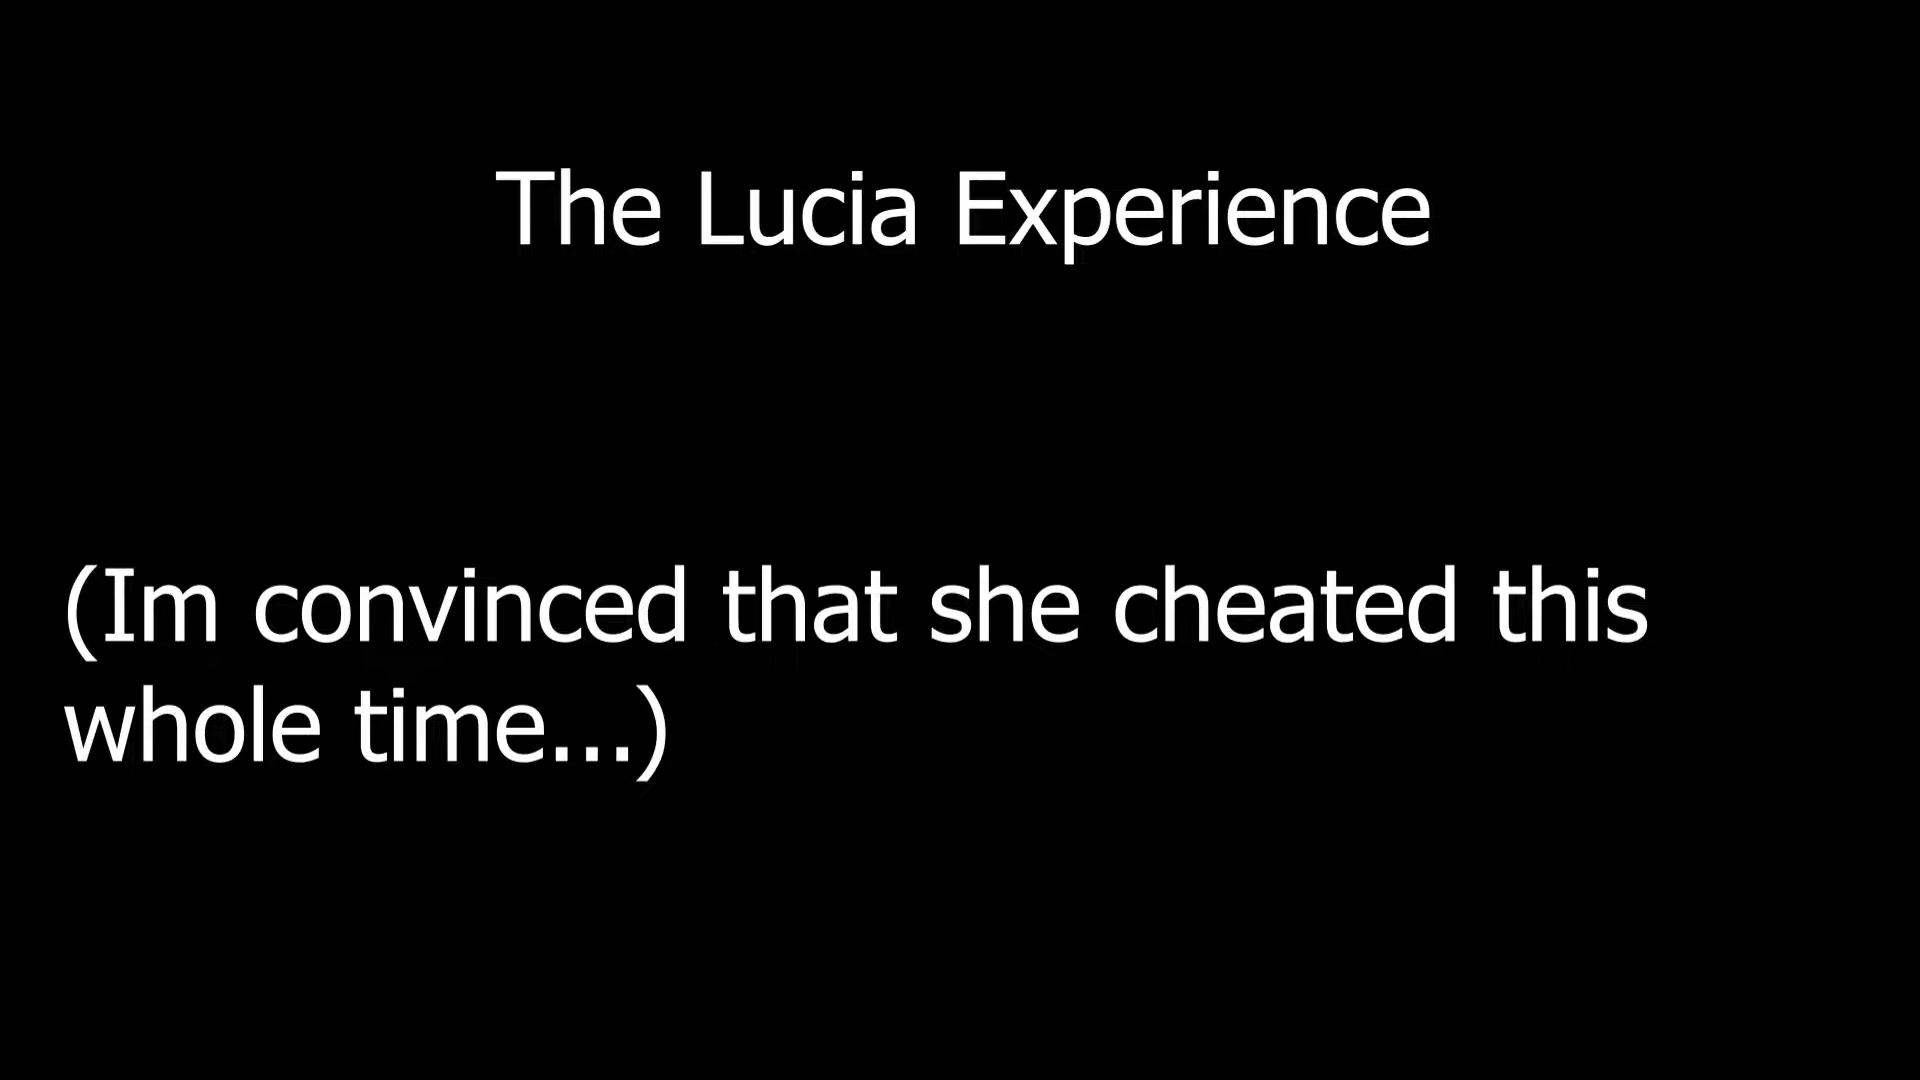 The Lucia Experience
(Im convinced that she cheated this
whole time...)